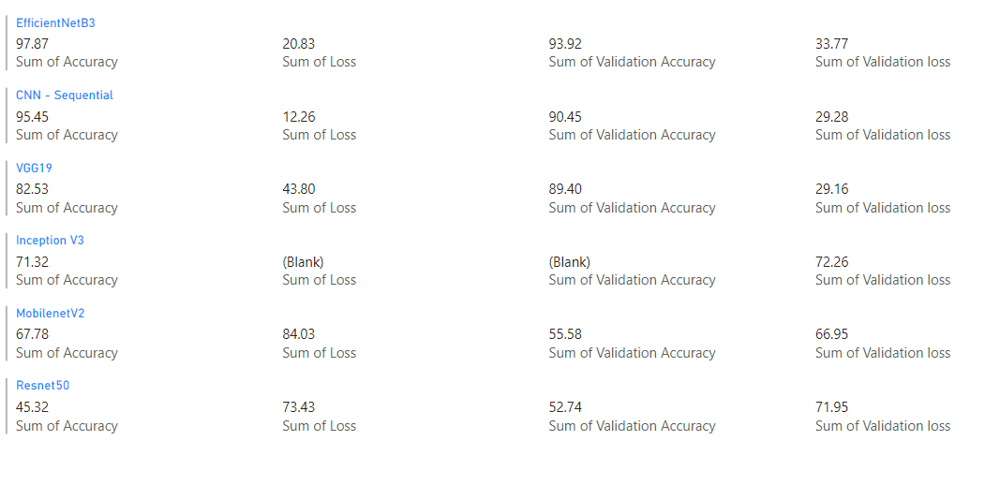 EfficientNetB3
97.87 20.83 93.92 33.77
Sum of Accuracy Sum of Loss Sum of Validation Accuracy Sum of Validation loss
CNN - Sequential
95.45 12.26 90.45 29.28
Sum of Accuracy Sum of Loss Sum of Validation Accuracy Sum of Validation loss
VGG19
82.53 43.80 89.40 29.16
Sum of Accuracy Sum of Loss Sum of Validation Accuracy Sum of Validation loss
Inception V3
71.32 (Blank) (Blank) 72.26
Sum of Accuracy Sum of Loss Sum of Validation Accuracy Sum of Validation loss
MobilenetV2
67.78 84.03 55.58 66.95
Sum of Accuracy Sum of Loss Sum of Validation Accuracy Sum of Validation loss
Resnet50
45.32 73.43 52.74 71.95
Sum of Accuracy Sum of Loss Sum of Validation Accuracy Sum of Validation loss